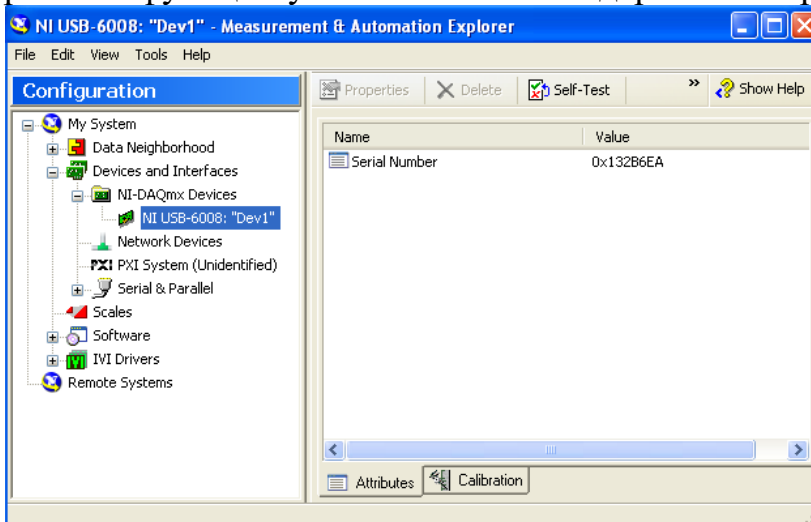 NI USB-6008: "Dev1" - Measurement & Automation Explorer
File Edit View Tools Help
Configuration
Properties Delete Self-Test » Show Help
My System
Data Neighborhood
Devices and Interfaces
NI-DAQmx Devices
NI USB-6008: "Dev1"
Network Devices
PXI PXI System (Unidentified)
Serial & Parallel
Scales
Software
IVI IVI Drivers
Remote Systems
Name Value
Serial Number 0x132B6EA
Attributes Calibration